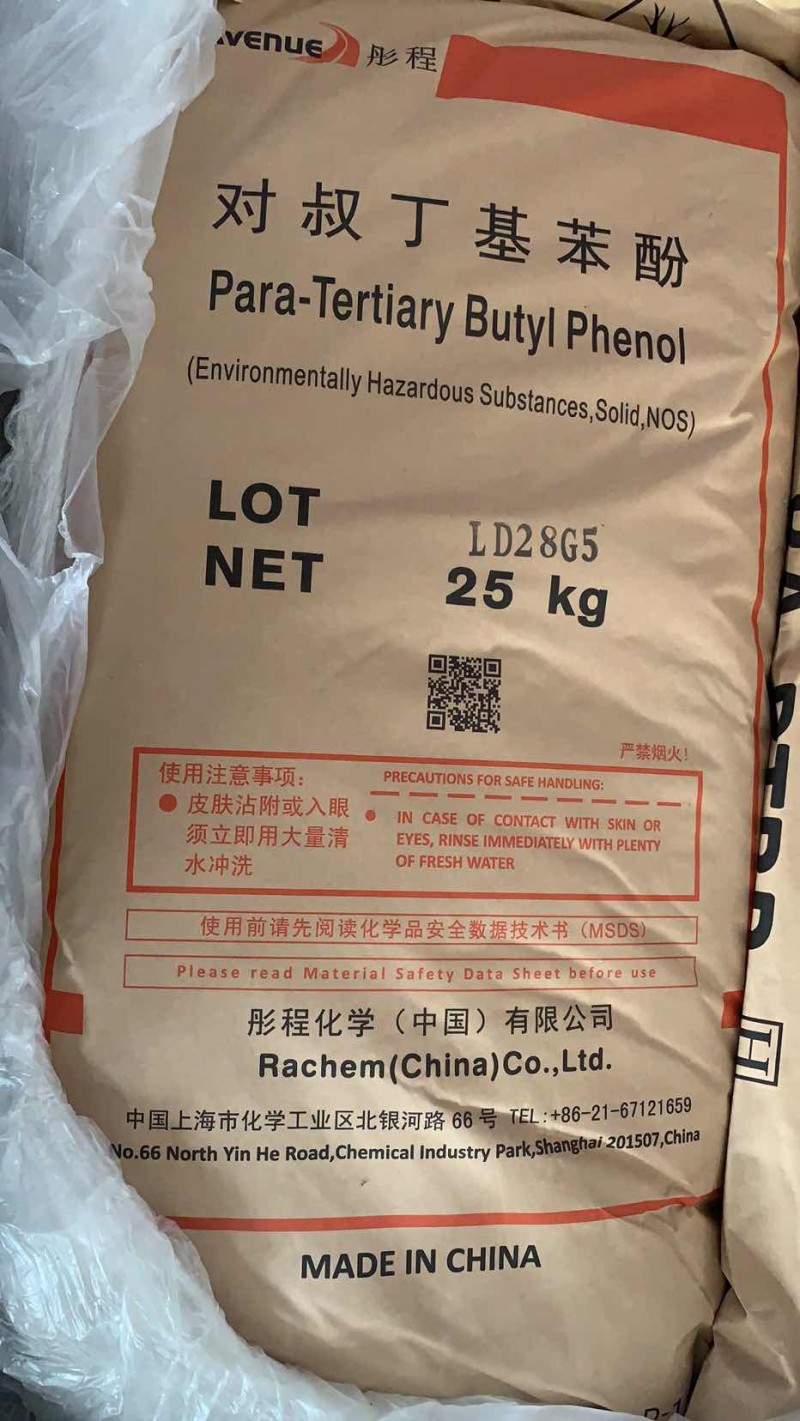 AVENUE 彤程
对叔丁基苯酚
Para-Tertiary Butyl Phenol
(Environmentally Hazardous Substances,Solid,NOS)
LOT LD28G5
NET 25 kg
严禁烟火!
使用注意事项:
● 皮肤沾附或入眼
须立即用大量清
水冲洗
PRECAUTIONS FOR SAFE HANDLING:
● IN CASE OF CONTACT WITH SKIN OR
EYES, RINSE IMMEDIATELY WITH PLENTY
OF FRESH WATER
使用前请先阅读化学品安全数据技术书(MSDS)
Please read Material Safety Data Sheet before use
彤程化学(中国)有限公司
Rachem(China)Co.,Ltd.
中国上海市化学工业区北银河路 66 号 TEL:+86-21-67121659
No.66 North Yin He Road,Chemical Industry Park,Shanghai 201507,China
MADE IN CHINA
PTBP
H